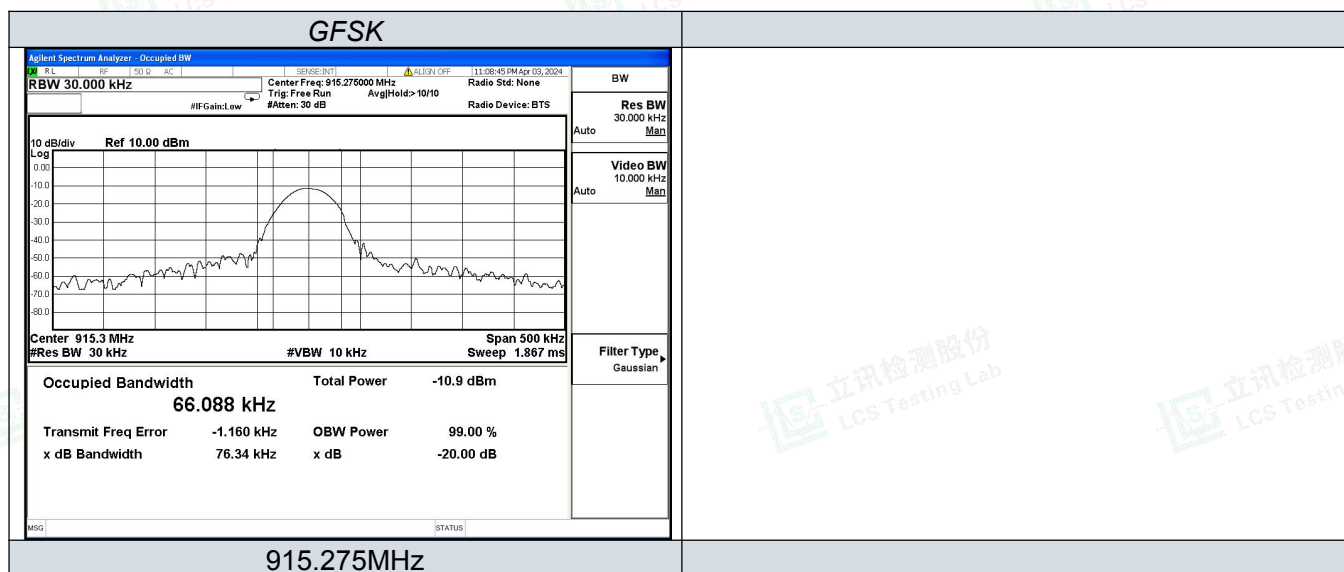 GFSK
Agilent Spectrum Analyzer - Occupied BW
RL RF 50 Ω AC SENSE:INT ALIGN OFF 11:08:45 PM Apr 03, 2024
RBW 30.000 kHz
Center Freq: 915.275000 MHz Radio Std: None
Trig: Free Run Avg|Hold:>10/10
#IFGain:Low #Atten: 30 dB Radio Device: BTS
10 dB/div Ref 10.00 dBm
Log
0.00
-10.0
-20.0
-30.0
-40.0
-50.0
-60.0
-70.0
-80.0
Center 915.3 MHz Span 500 kHz
#Res BW 30 kHz #VBW 10 kHz Sweep 1.867 ms
Occupied Bandwidth Total Power -10.9 dBm
66.088 kHz
Transmit Freq Error -1.160 kHz OBW Power 99.00 %
x dB Bandwidth 76.34 kHz x dB -20.00 dB
MSG STATUS
BW
Res BW
30.000 kHz
Auto Man
Video BW
10.000 kHz
Auto Man
Filter Type
Gaussian
915.275MHz
立讯检测股份
LCS Testing Lab
立讯检测
LCS Testin